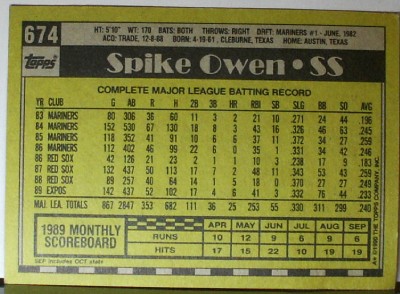 674
Topps
HT: 5'10" WT: 170 BATS: BOTH THROWS: RIGHT DRAFT: MARINERS #1 - JUNE, 1982
ACQ: TRADE, 12-8-88 BORN: 4-19-61, CLEBURNE, TEXAS HOME: AUSTIN, TEXAS
Spike Owen • SS
COMPLETE MAJOR LEAGUE BATTING RECORD
YR CLUB G AB R H 2B 3B HR RBI SB SLG BB SO AVG
83 MARINERS 80 306 36 60 11 3 2 21 10 .271 24 44 .196
84 MARINERS 152 530 67 130 18 8 3 43 16 .326 46 63 .245
85 MARINERS 118 352 41 91 10 6 6 37 11 .372 34 27 .259
86 MARINERS 112 402 46 99 22 6 0 35 1 .331 34 42 .246
86 RED SOX 42 126 21 23 2 1 1 10 3 .283 17 9 .183
87 RED SOX 132 437 50 113 17 7 2 48 11 .343 53 43 .259
88 RED SOX 89 257 40 64 14 1 5 18 0 .370 27 27 .249
89 EXPOS 142 437 52 102 17 4 6 41 3 .332 76 44 .233
MAJ. LEA. TOTALS 867 2847 353 682 55 .330 311 299 .240
1989 MONTHLY
SCOREBOARD
APR MAY JUN JUL AUG SEP
RUNS 10 12 9 6 6
HITS 17 22 19
SEP includes OCT stats
© 1990 THE TOPPS COMPANY, INC.